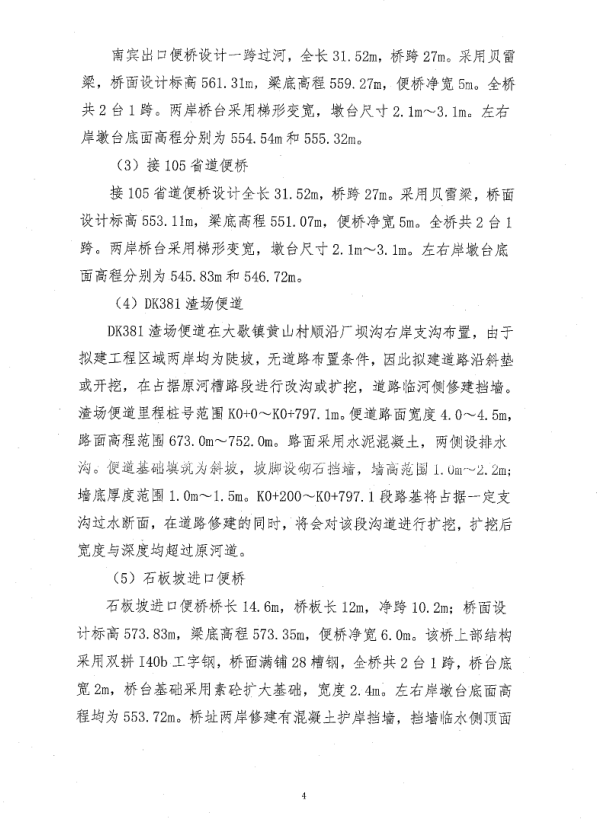 南宾出口便桥设计一跨过河，全长 31.52m，桥跨 27m。采用贝雷
梁，桥面设计标高 561.31m，梁底高程 559.27m，便桥净宽 5m。全桥
共 2 台 1 跨。两岸桥台采用梯形变宽，墩台尺寸 2.1m～3.1m。左右
岸墩台底面高程分别为 554.54m 和 555.32m。
（3）接 105 省道便桥
接 105 省道便桥设计全长 31.52m，桥跨 27m。采用贝雷梁，桥面
设计标高 553.11m，梁底高程 551.07m，便桥净宽 5m。全桥共 2 台 1
跨。两岸桥台采用梯形变宽，墩台尺寸 2.1m～3.1m。左右岸墩台底
面高程分别为 545.83m 和 546.72m。
（4）DK381 渣场便道
DK381 渣场便道在大歇镇黄山村顺沿厂坝沟右岸支沟布置，由于
拟建工程区域两岸均为陡坡，无道路布置条件，因此拟建道路沿斜垫
或开挖，在占据原河槽路段进行改沟或扩挖，道路临河侧修建挡墙。
渣场便道里程桩号范围 K0+0～K0+797.1m。便道路面宽度 4.0～4.5m，
路面高程范围 673.0m～752.0m。路面采用水泥混凝土，两侧设排水
沟。便道基础填筑为斜坡，坡脚设砌石挡墙，墙高范围 1.0m～2.2m；
墙底厚度范围 1.0m～1.5m。K0+200～K0+797.1 段路基将占据一定支
沟过水断面，在道路修建的同时，将会对该段沟道进行扩挖，扩挖后
宽度与深度均超过原河道。
（5）石板坡进口便桥
石板坡进口便桥桥长 14.6m，桥板长 12m，净跨 10.2m；桥面设
计标高 573.83m，梁底高程 573.35m，便桥净宽 6.0m。该桥上部结构
采用双拼 I40b 工字钢，桥面满铺 28 槽钢，全桥共 2 台 1 跨，桥台底
宽 2m，桥台基础采用素砼扩大基础，宽度 2.4m。左右岸墩台底面高
程均为 553.72m。桥址两岸修建有混凝土护岸挡墙，挡墙临水侧顶面
4